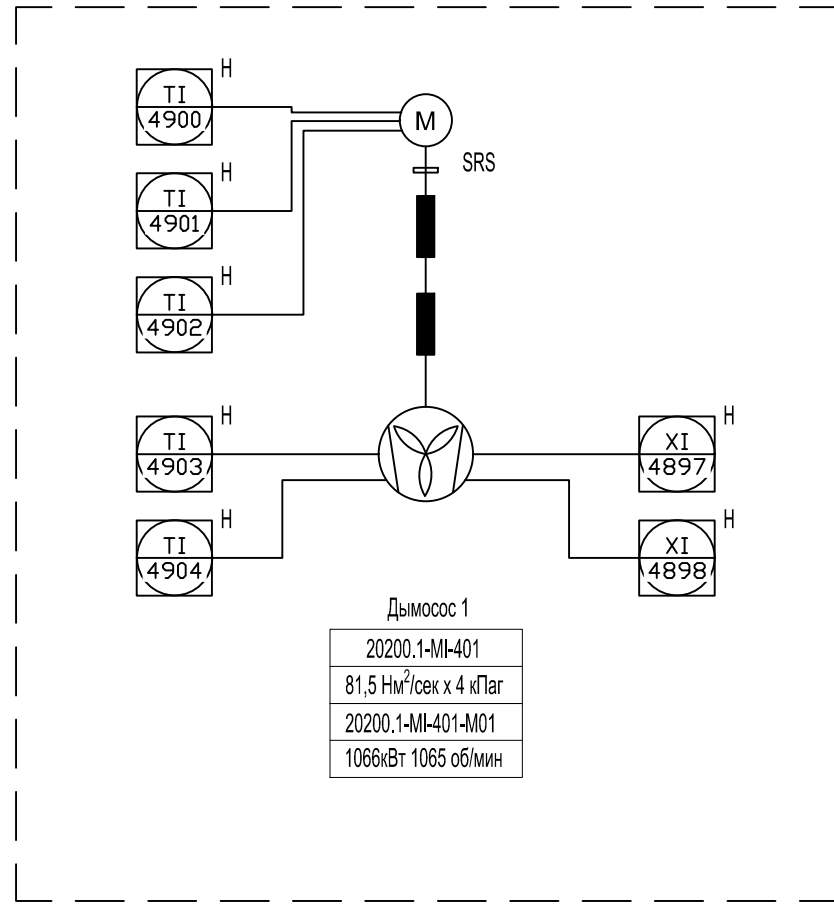 H
TI
4900
M
SRS
H
TI
4901
H
TI
4902
H
TI
4903
H
XI
4897
H
TI
4904
H
XI
4898
Дымосос 1
20200.1-MI-401
81,5 Нм²/сек x 4 кПаг
20200.1-MI-401-M01
1066кВт 1065 об/мин